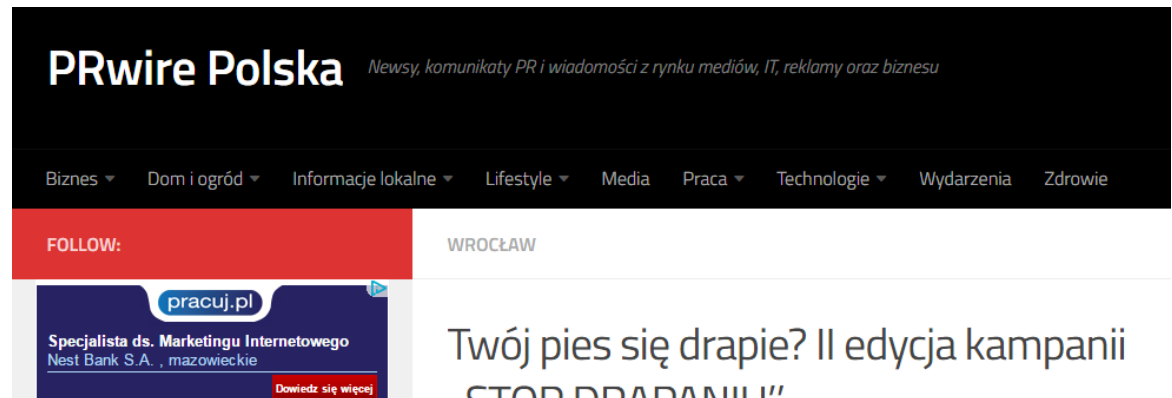 PRwire Polska Newsy, komunikaty PR i wiadomości z rynku mediów, IT, reklamy oraz biznesu
Biznes Dom i ogród Informacje lokalne Lifestyle Media Praca Technologie Wydarzenia Zdrowie
FOLLOW:
WROCŁAW
pracuj.pl
Specjalista ds. Marketingu Internetowego
Nest Bank S.A. , mazowieckie
Dowiedz się więcej
Twój pies się drapie? II edycja kampanii
„STOP DRAPANIU”